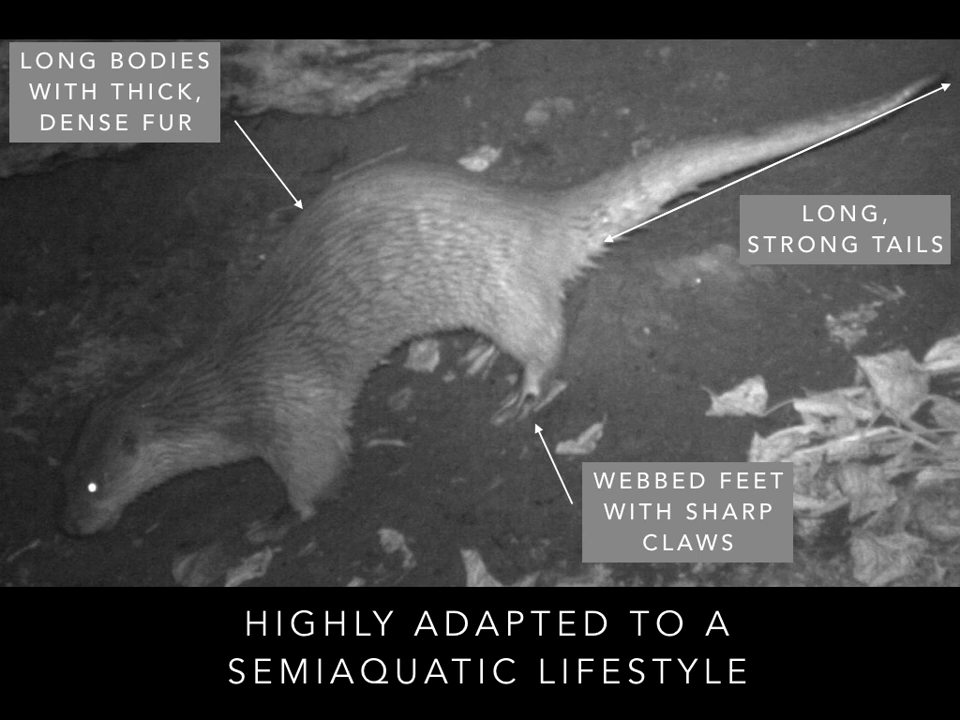 LONG BODIES
WITH THICK,
DENSE FUR
LONG,
STRONG TAILS
WEBBED FEET
WITH SHARP
CLAWS
HIGHLY ADAPTED TO A
SEMIAQUATIC LIFESTYLE